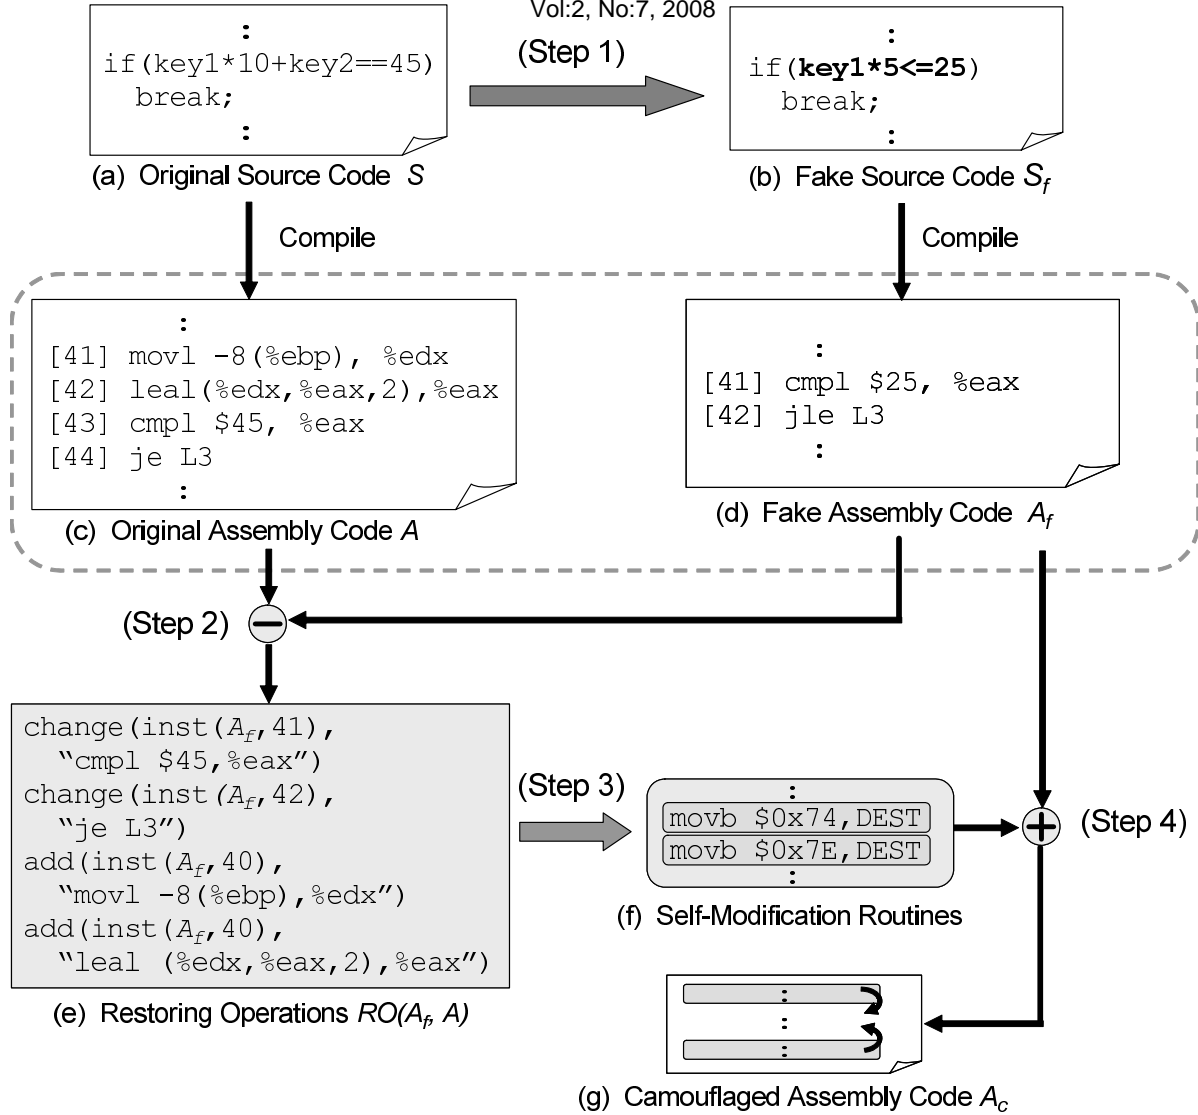 Vol:2, No:7, 2008
:
if(key1*10+key2==45)
break;
:
(a) Original Source Code S
(Step 1)
:
if(key1*5<=25)
break;
:
(b) Fake Source Code Sf
Compile
Compile
:
[41] movl -8(%ebp), %edx
[42] leal(%edx,%eax,2),%eax
[43] cmpl $45, %eax
[44] je L3
:
(c) Original Assembly Code A
:
[41] cmpl $25, %eax
[42] jle L3
:
(d) Fake Assembly Code Af
(Step 2)
−
change(inst(Af,41),
“cmpl $45,%eax”)
change(inst(Af,42),
“je L3”)
add(inst(Af,40),
“movl -8(%ebp),%edx”)
add(inst(Af,40),
“leal (%edx,%eax,2),%eax”)
(e) Restoring Operations RO(Af, A)
(Step 3)
:
movb $0x74,DEST
movb $0x7E,DEST
:
(f) Self-Modification Routines
+
(Step 4)
:
:
:
(g) Camouflaged Assembly Code Ac